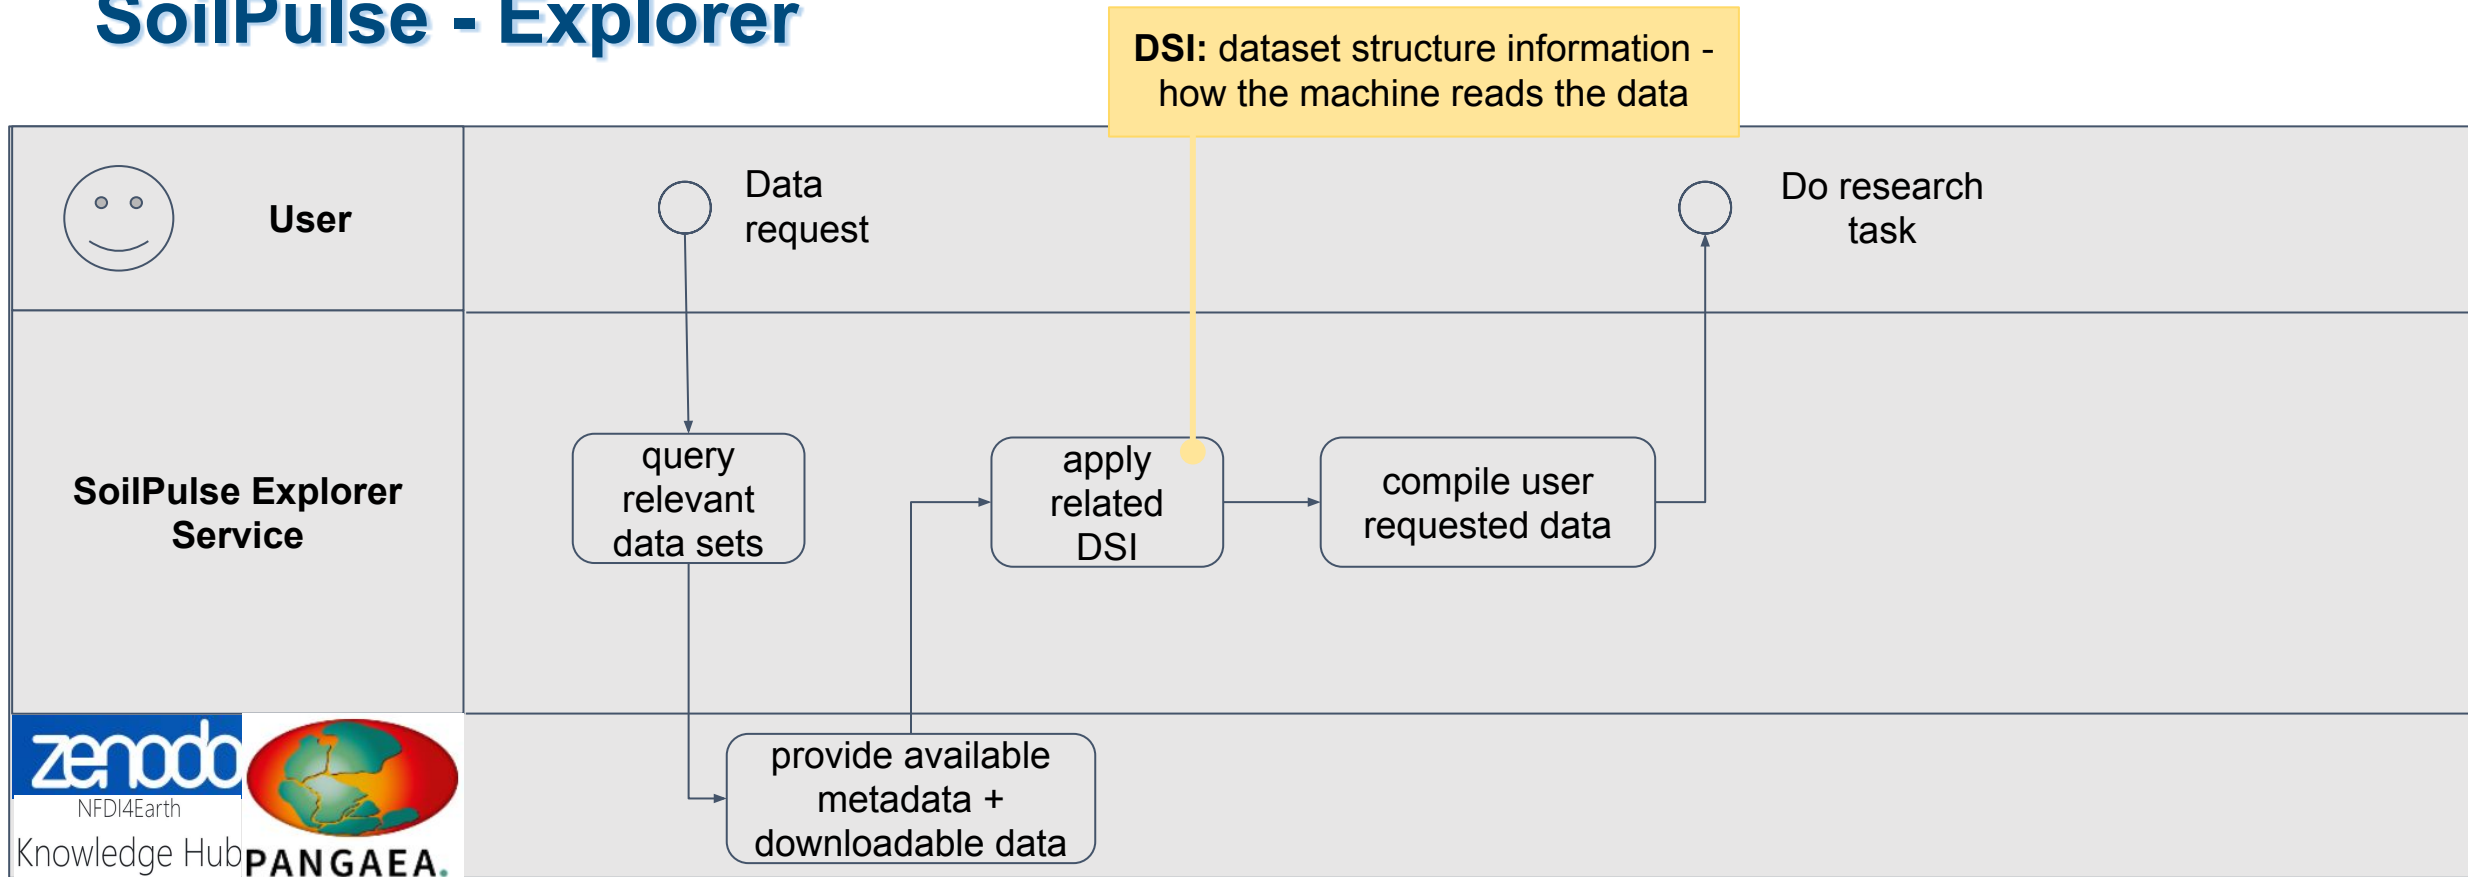 SoilPulse - Explorer
DSI: dataset structure information -
how the machine reads the data
User
Data
request
Do research
task
SoilPulse Explorer
Service
query
relevant
data sets
apply
related
DSI
compile user
requested data
zenodo
NFDI4Earth
Knowledge Hub
PANGAEA.
provide available
metadata +
downloadable data